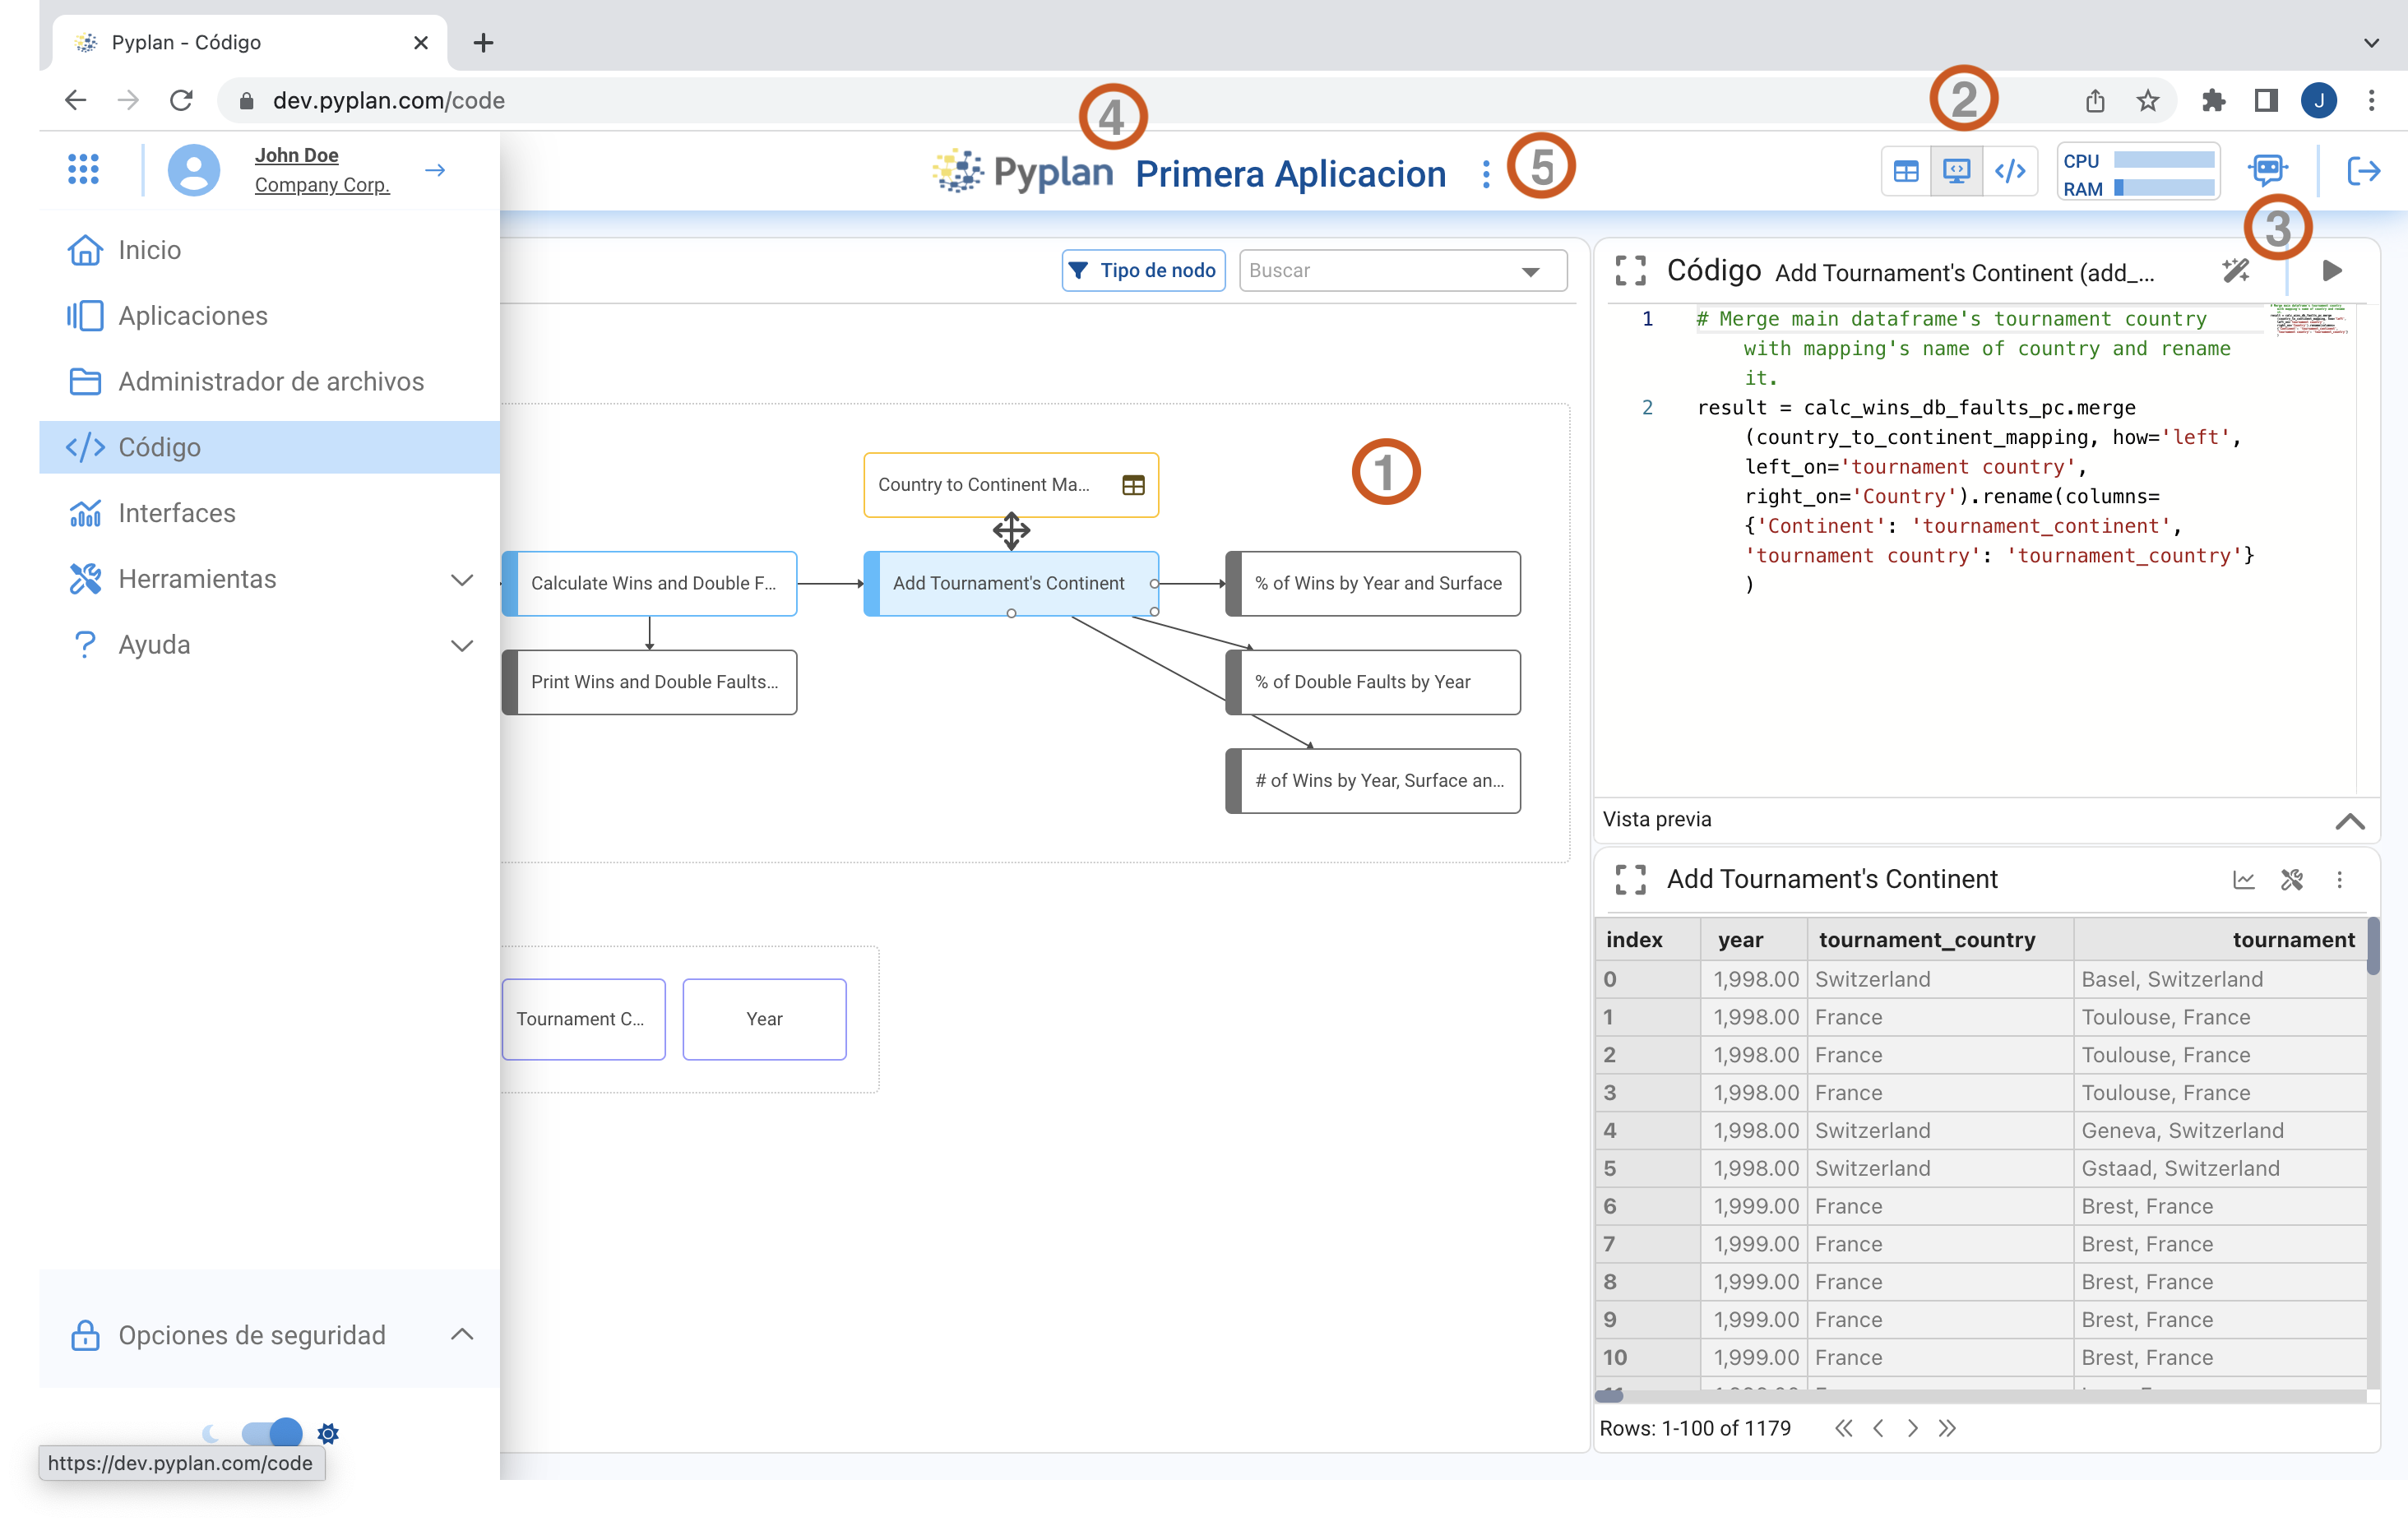 Pyplan - Código
dev.pyplan.com/code
J
4
2
John Doe
Company Corp.
Pyplan Primera Aplicacion
5
CPU
RAM
3
Inicio
Aplicaciones
Administrador de archivos
Código
Interfaces
Herramientas
Ayuda
Opciones de seguridad
https://dev.pyplan.com/code
Tipo de nodo
Buscar
1
Country to Continent Ma...
Calculate Wins and Double F...
Add Tournament's Continent
% of Wins by Year and Surface
Print Wins and Double Faults...
% of Double Faults by Year
# of Wins by Year, Surface an...
Tournament C...
Year
Código Add Tournament's Continent (add_...
1 # Merge main dataframe's tournament country
with mapping's name of country and rename
it.
2 result = calc_wins_db_faults_pc.merge
(country_to_continent_mapping, how='left',
left_on='tournament country',
right_on='Country').rename(columns=
{'Continent': 'tournament_continent',
'tournament country': 'tournament_country'}
)
Vista previa
Add Tournament's Continent
index year tournament_country tournament
0 1,998.00 Switzerland Basel, Switzerland
1 1,998.00 France Toulouse, France
2 1,998.00 France Toulouse, France
3 1,998.00 France Toulouse, France
4 1,998.00 Switzerland Geneva, Switzerland
5 1,998.00 Switzerland Gstaad, Switzerland
6 1,999.00 France Brest, France
7 1,999.00 France Brest, France
8 1,999.00 France Brest, France
9 1,999.00 France Brest, France
10 1,999.00 France Brest, France
Rows: 1-100 of 1179